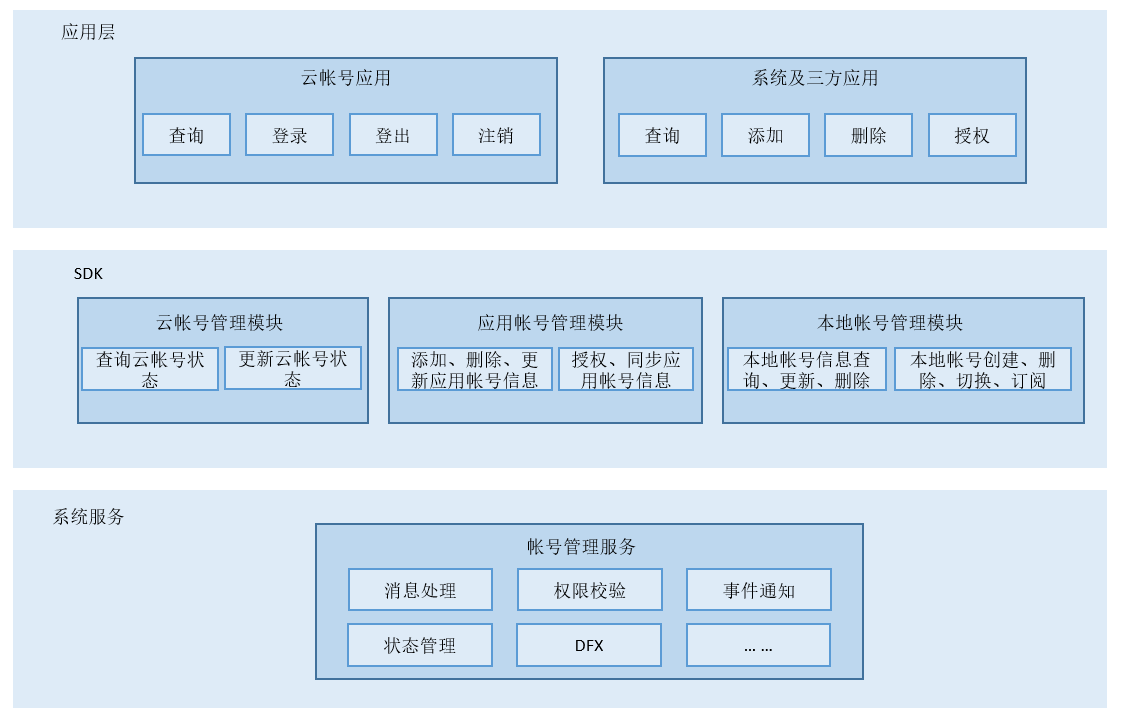 应用层
云帐号应用
查询
登录
登出
注销
系统及三方应用
查询
添加
删除
授权
SDK
云帐号管理模块
查询云帐号状
态
更新云帐号状
态
应用帐号管理模块
添加、删除、更
新应用帐号信息
授权、同步应
用帐号信息
本地帐号管理模块
本地帐号信息查
询、更新、删除
本地帐号创建、删
除、切换、订阅
系统服务
帐号管理服务
消息处理
权限校验
事件通知
状态管理
DFX
... ...